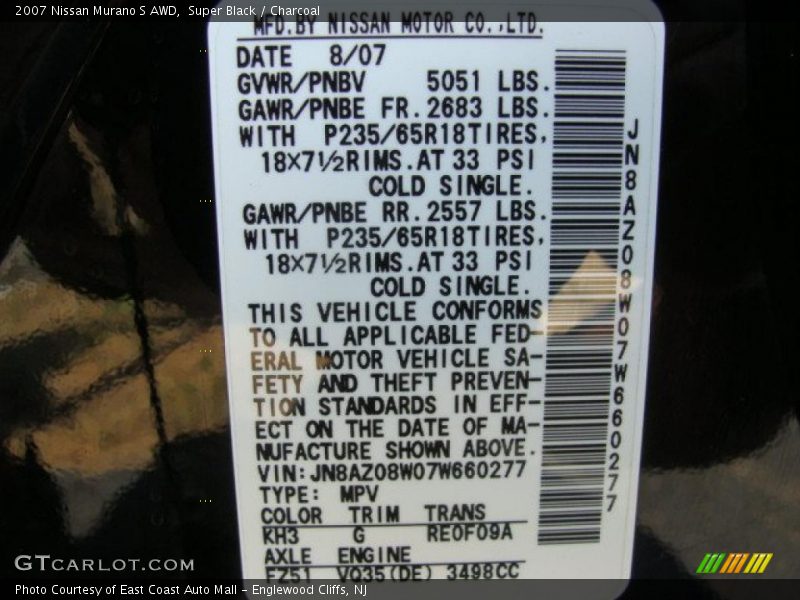 2007 Nissan Murano S AWD,  Super Black / Charcoal
MFD.BY NISSAN MOTOR CO.,LTD.
DATE 8/07
GVWR/PNBV 5051 LBS.
GAWR/PNBE FR.2683 LBS.
WITH P235/65R18TIRES,
18X7½RIMS.AT 33 PSI
COLD SINGLE.
GAWR/PNBE RR.2557 LBS.
WITH P235/65R18TIRES,
18X7½RIMS.AT 33 PSI
COLD SINGLE.
THIS VEHICLE CONFORMS
TO ALL APPLICABLE FED-
ERAL MOTOR VEHICLE SA-
FETY AND THEFT PREVEN-
TION STANDARDS IN EFF-
ECT ON THE DATE OF MA-
NUFACTURE SHOWN ABOVE.
VIN:JN8AZ08W07W660277
TYPE: MPV
COLOR TRIM TRANS
KH3 G RE0F09A
AXLE ENGINE
FZ51 VQ35(DE) 3498CC
JN8AZ08W07W660277
GTCARLOT.COM
Photo Courtesy of East Coast Auto Mall – Englewood Cliffs, NJ